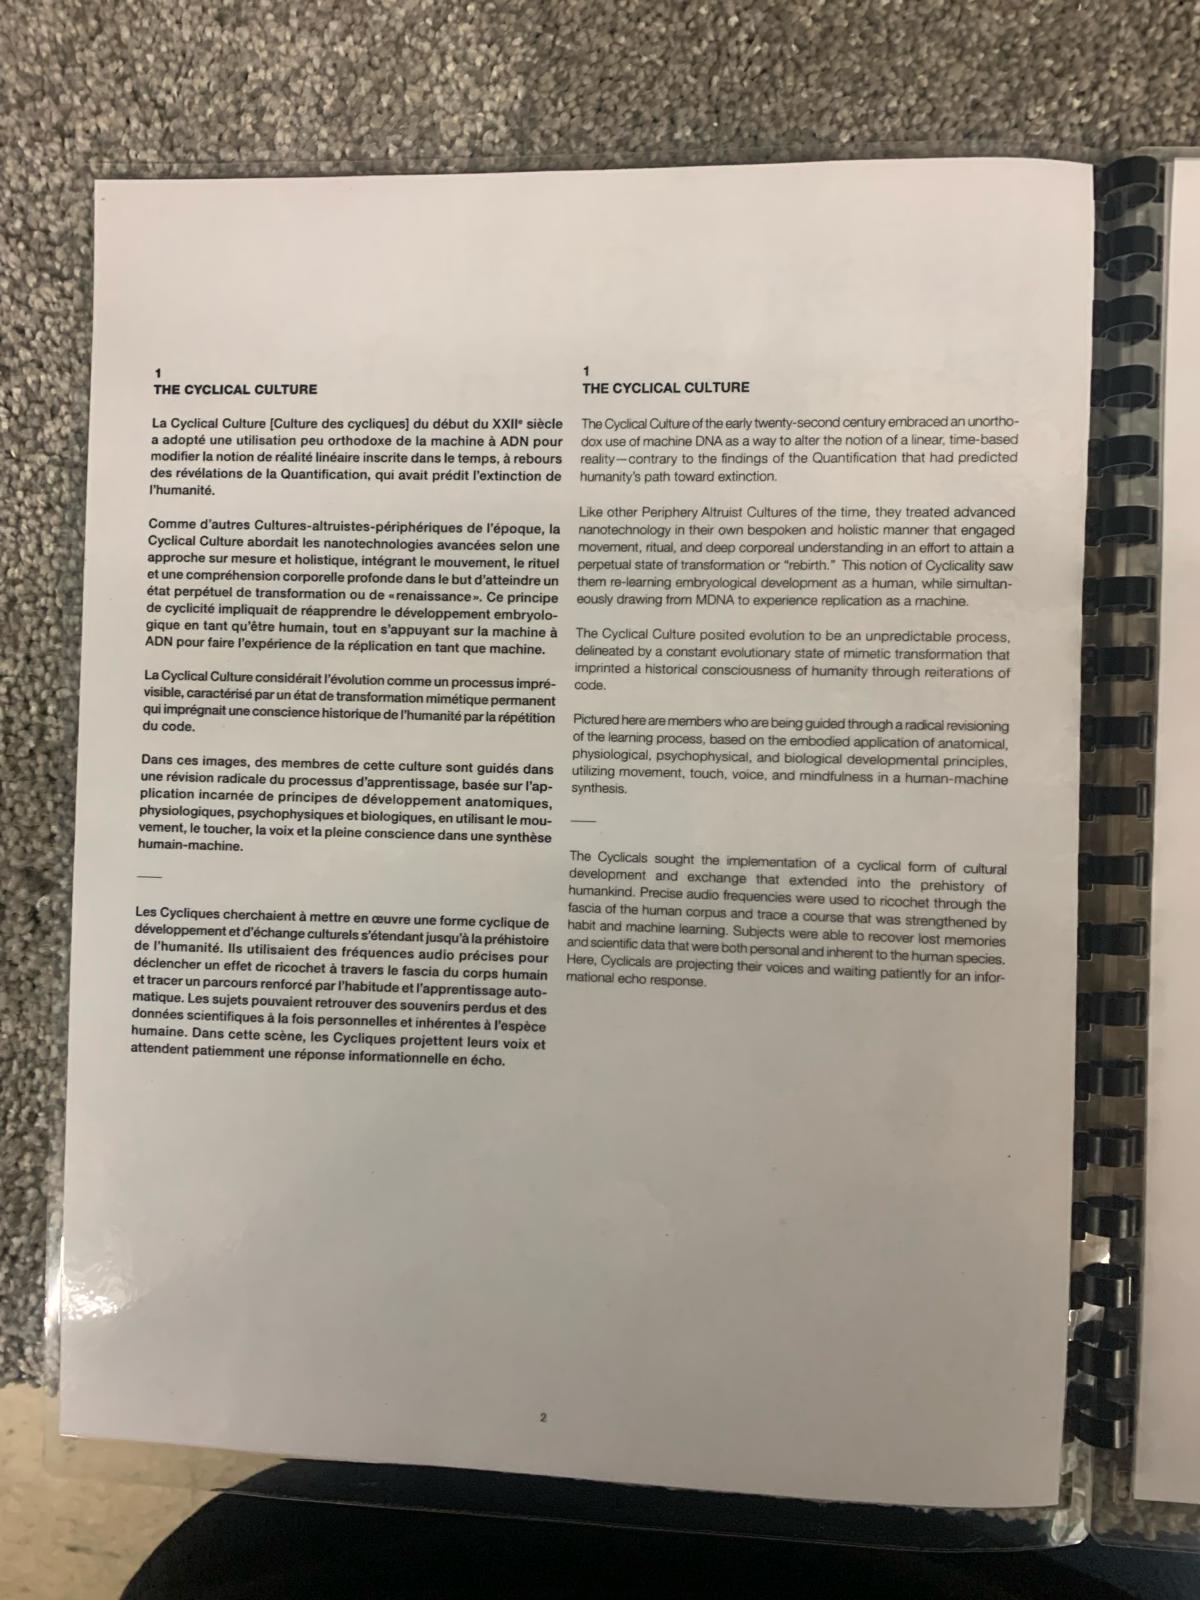 1
THE CYCLICAL CULTURE
La Cyclical Culture [Culture des cycliques] du début du XXIIᵉ siècle
a adopté une utilisation peu orthodoxe de la machine à ADN pour
modifier la notion de réalité linéaire inscrite dans le temps, à rebours
des révélations de la Quantification, qui avait prédit l'extinction de
l'humanité.
Comme d'autres Cultures-altruistes-périphériques de l'époque, la
Cyclical Culture abordait les nanotechnologies avancées selon une
approche sur mesure et holistique, intégrant le mouvement, le rituel
et une compréhension corporelle profonde dans le but d'atteindre un
état perpétuel de transformation ou de «renaissance». Ce principe
de cyclicité impliquait de réapprendre le développement embryolo-
gique en tant qu'être humain, tout en s'appuyant sur la machine à
ADN pour faire l'expérience de la réplication en tant que machine.
La Cyclical Culture considérait l'évolution comme un processus impré-
visible, caractérisé par un état de transformation mimétique permanent
qui imprégnait une conscience historique de l'humanité par la répétition
du code.
Dans ces images, des membres de cette culture sont guidés dans
une révision radicale du processus d'apprentissage, basée sur l'ap-
plication incarnée de principes de développement anatomiques,
physiologiques, psychophysiques et biologiques, en utilisant le mou-
vement, le toucher, la voix et la pleine conscience dans une synthèse
humain-machine.
Les Cycliques cherchaient à mettre en œuvre une forme cyclique de
développement et d'échange culturels s'étendant jusqu'à la préhistoire
de l'humanité. Ils utilisaient des fréquences audio précises pour
déclencher un effet de ricochet à travers le fascia du corps humain
et tracer un parcours renforcé par l'habitude et l'apprentissage auto-
matique. Les sujets pouvaient retrouver des souvenirs perdus et des
données scientifiques à la fois personnelles et inhérentes à l'espèce
humaine. Dans cette scène, les Cycliques projettent leurs voix et
attendent patiemment une réponse informationnelle en écho.
1
THE CYCLICAL CULTURE
The Cyclical Culture of the early twenty-second century embraced an unortho-
dox use of machine DNA as a way to alter the notion of a linear, time-based
reality—contrary to the findings of the Quantification that had predicted
humanity's path toward extinction.
Like other Periphery Altruist Cultures of the time, they treated advanced
nanotechnology in their own bespoken and holistic manner that engaged
movement, ritual, and deep corporeal understanding in an effort to attain a
perpetual state of transformation or "rebirth." This notion of Cyclicality saw
them re-learning embryological development as a human, while simultan-
eously drawing from MDNA to experience replication as a machine.
The Cyclical Culture posited evolution to be an unpredictable process,
delineated by a constant evolutionary state of mimetic transformation that
imprinted a historical consciousness of humanity through reiterations of
code.
Pictured here are members who are being guided through a radical revisioning
of the learning process, based on the embodied application of anatomical,
physiological, psychophysical, and biological developmental principles,
utilizing movement, touch, voice, and mindfulness in a human-machine
synthesis.
The Cyclicals sought the implementation of a cyclical form of cultural
development and exchange that extended into the prehistory of
humankind. Precise audio frequencies were used to ricochet through the
fascia of the human corpus and trace a course that was strengthened by
habit and machine learning. Subjects were able to recover lost memories
and scientific data that were both personal and inherent to the human species.
Here, Cyclicals are projecting their voices and waiting patiently for an infor-
mational echo response.
2